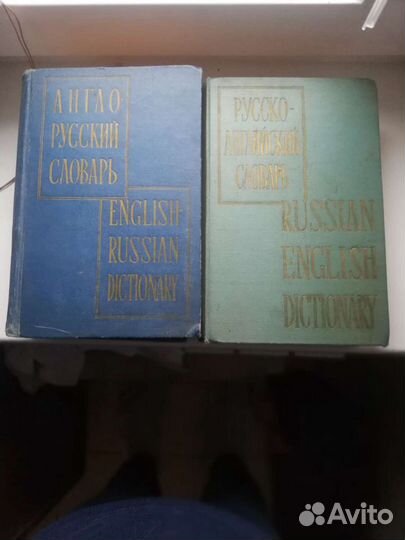 АНГЛО-
РУССКИЙ
СЛОВАРЬ
ENGLISH-
RUSSIAN
DICTIONARY
РУССКО-
АНГЛИЙСКИЙ
СЛОВАРЬ
RUSSIAN
ENGLISH
DICTIONARY
Avito